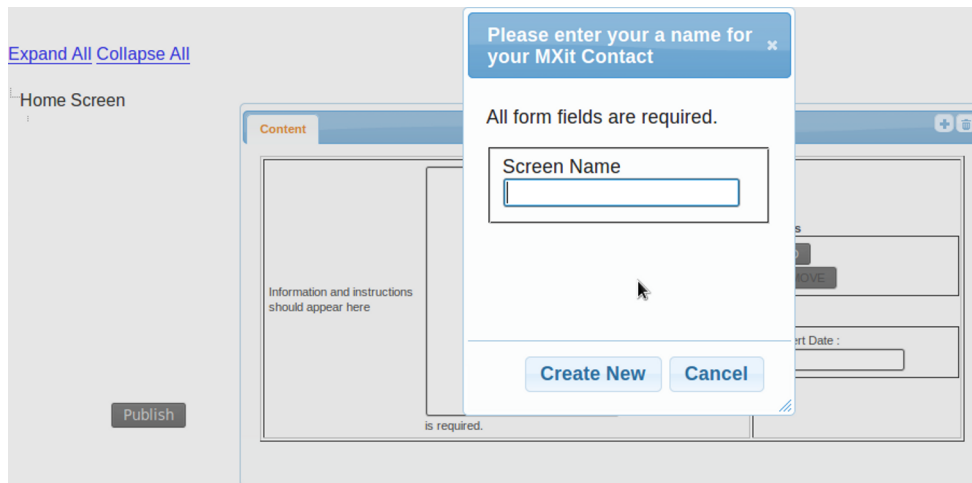 Expand All Collapse All
Home Screen
Publish
Content
Information and instructions
should appear here
is required.
Please enter your a name for
your MXit Contact
All form fields are required.
Screen Name
Create New
Cancel
Date :